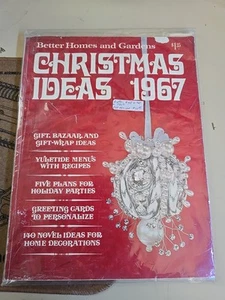 Better Homes and Gardens
CHRISTMAS
IDEAS 1967
GIFT, BAZAAR, AND
GIFT-WRAP IDEAS
YULETIDE MENUS
WITH RECIPES
FIVE PLANS FOR
HOLIDAY PARTIES
GREETING CARDS
TO PERSONALIZE
140 NOVEL IDEAS FOR
HOME DECORATIONS